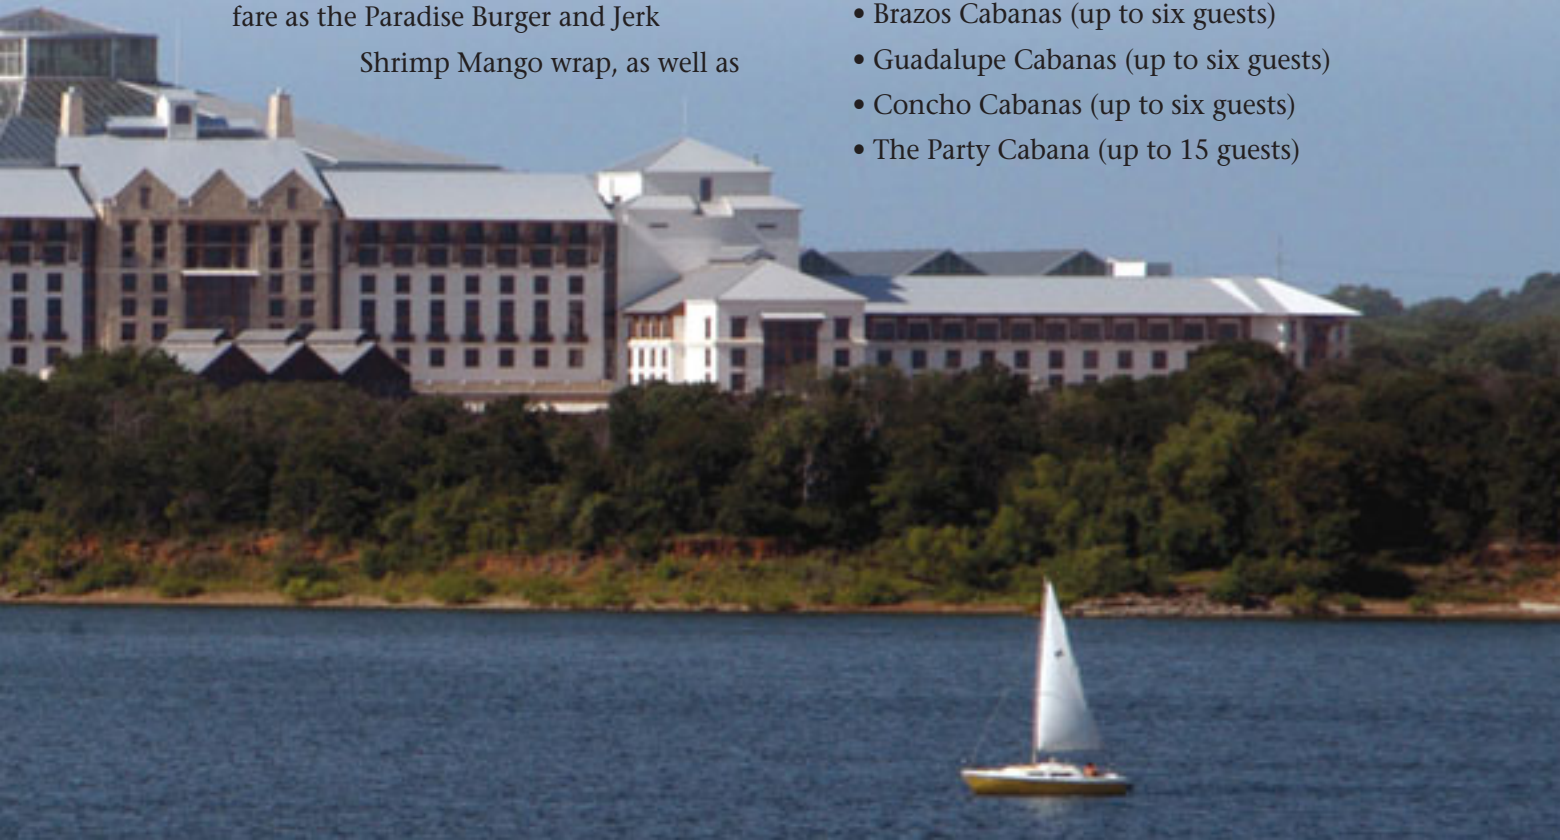 fare as the Paradise Burger and Jerk
Shrimp Mango wrap, as well as
• Brazos Cabanas (up to six guests)
• Guadalupe Cabanas (up to six guests)
• Concho Cabanas (up to six guests)
• The Party Cabana (up to 15 guests)